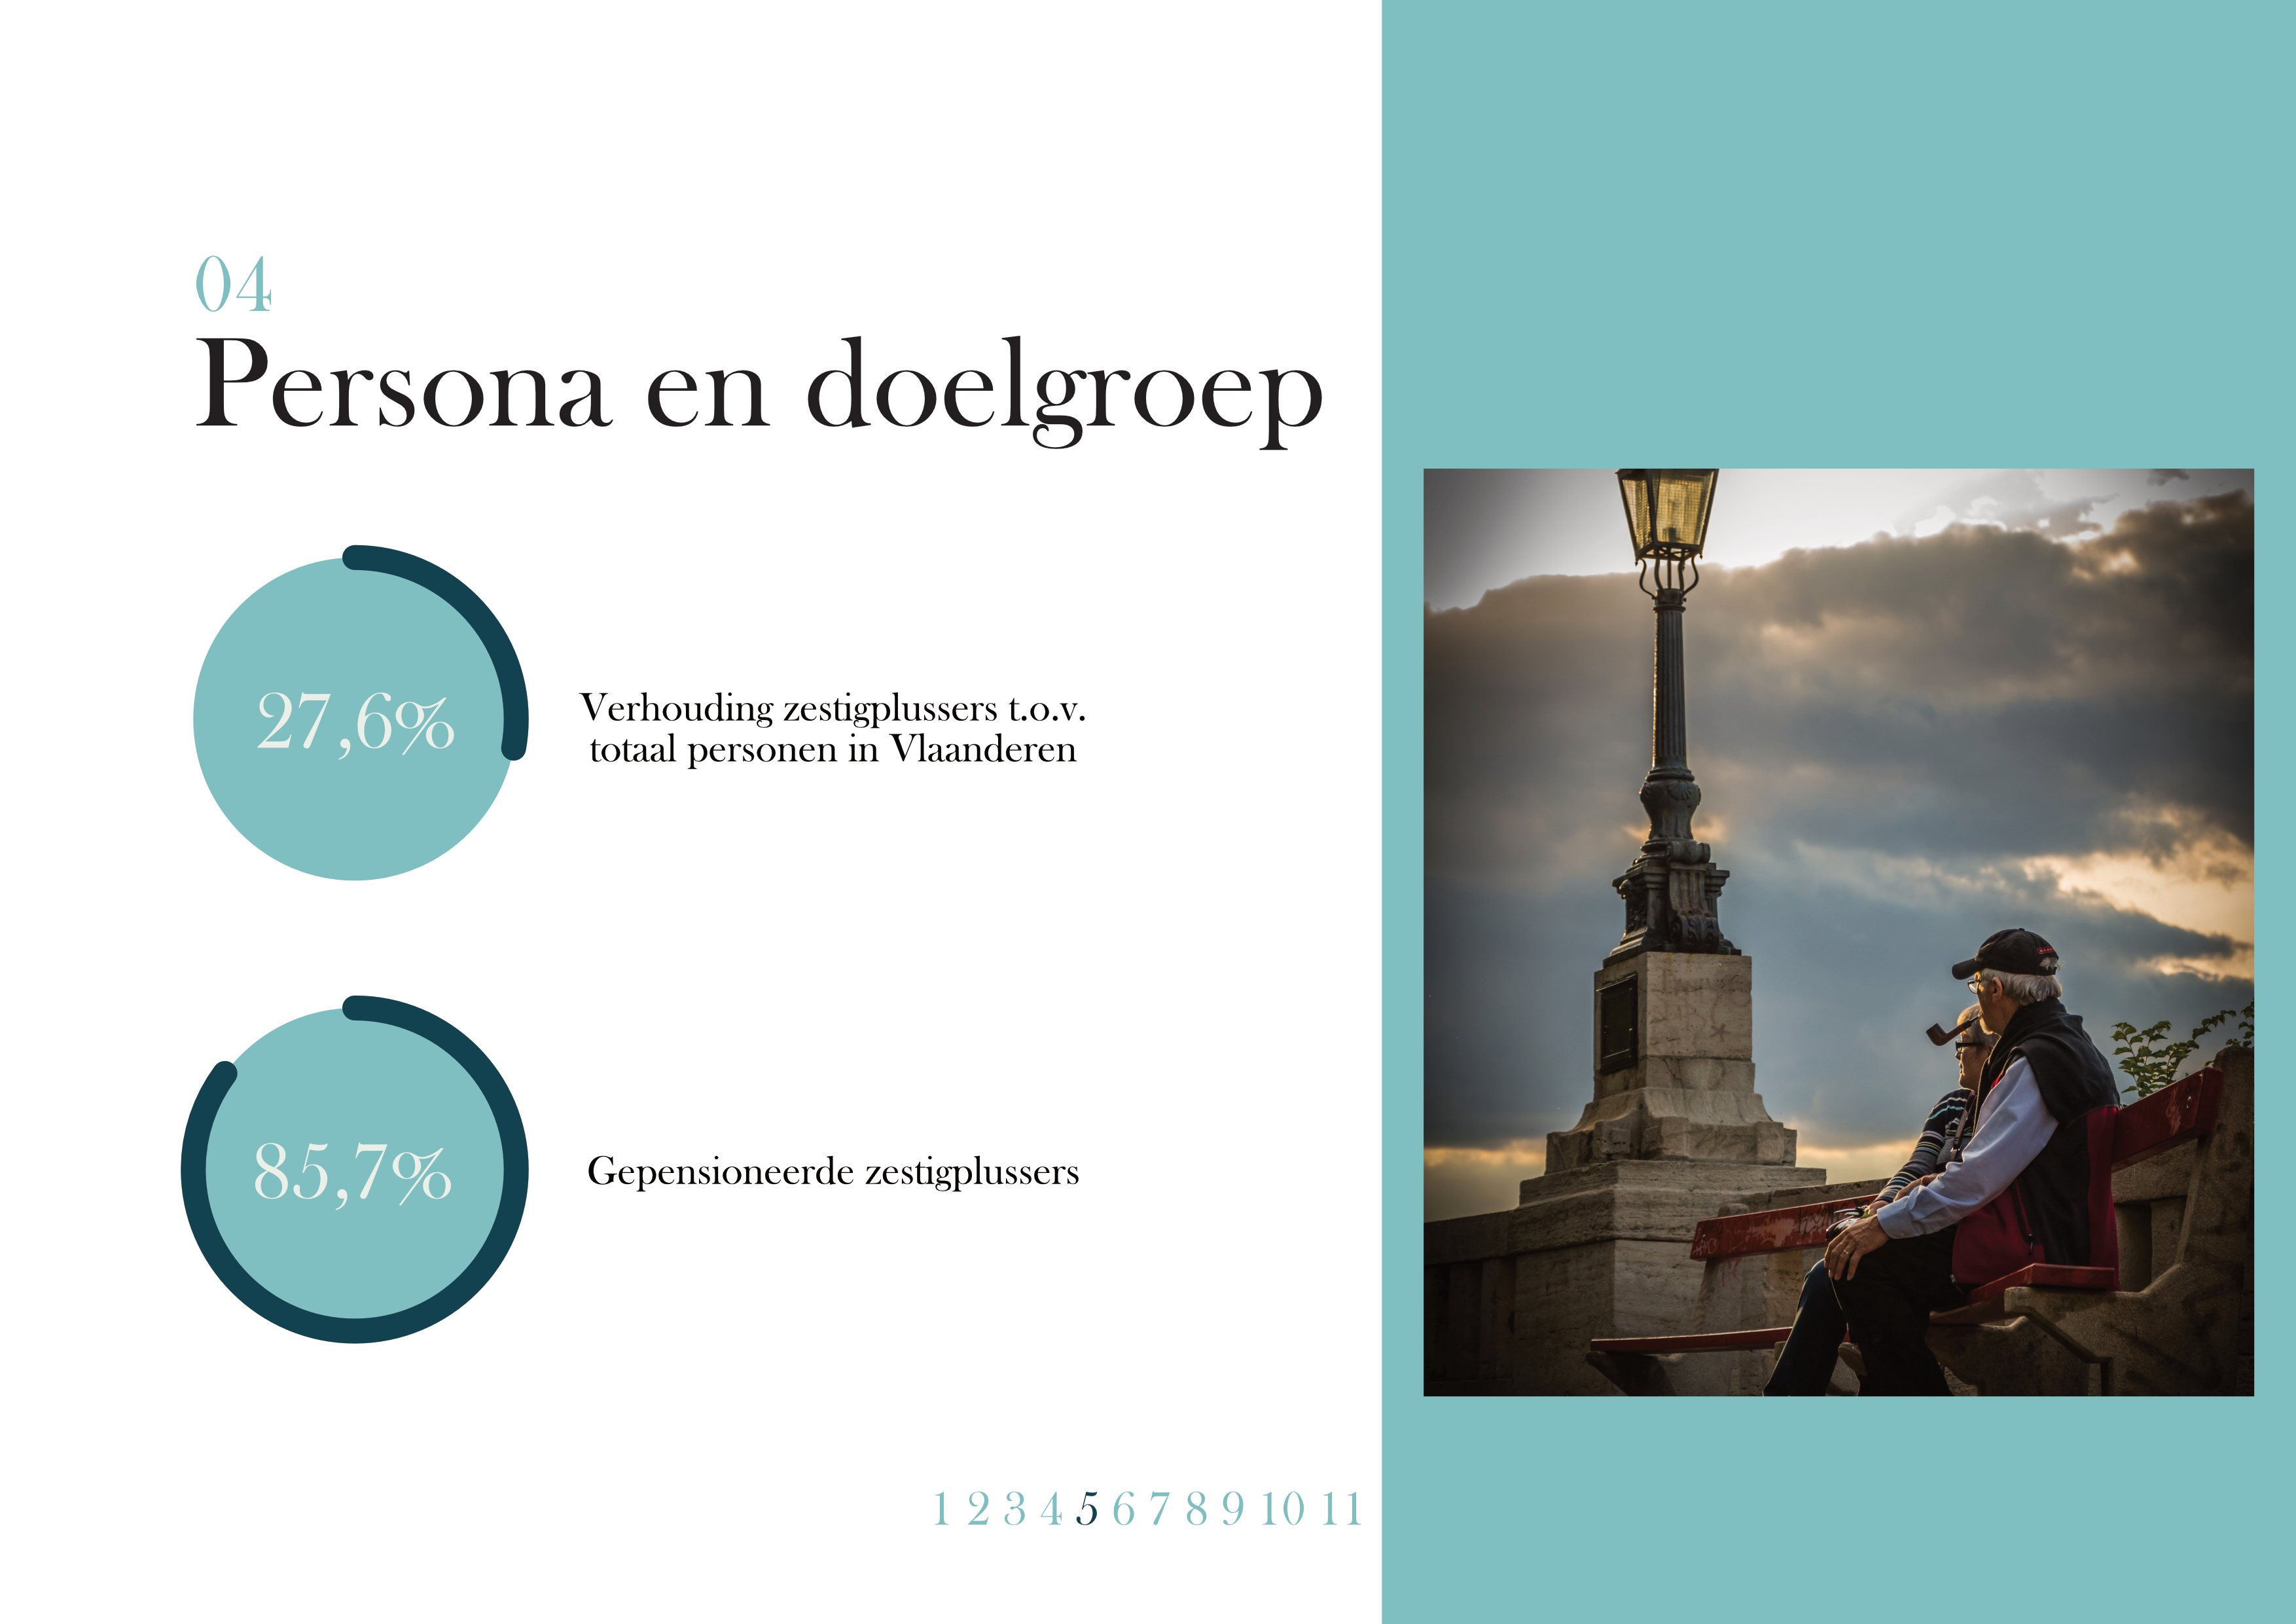 04
Persona en doelgroep
27,6%
Verhouding zestigplussers t.o.v.
totaal personen in Vlaanderen
85,7%
Gepensioneerde zestigplussers
1 2 3 4 5 6 7 8 9 10 11